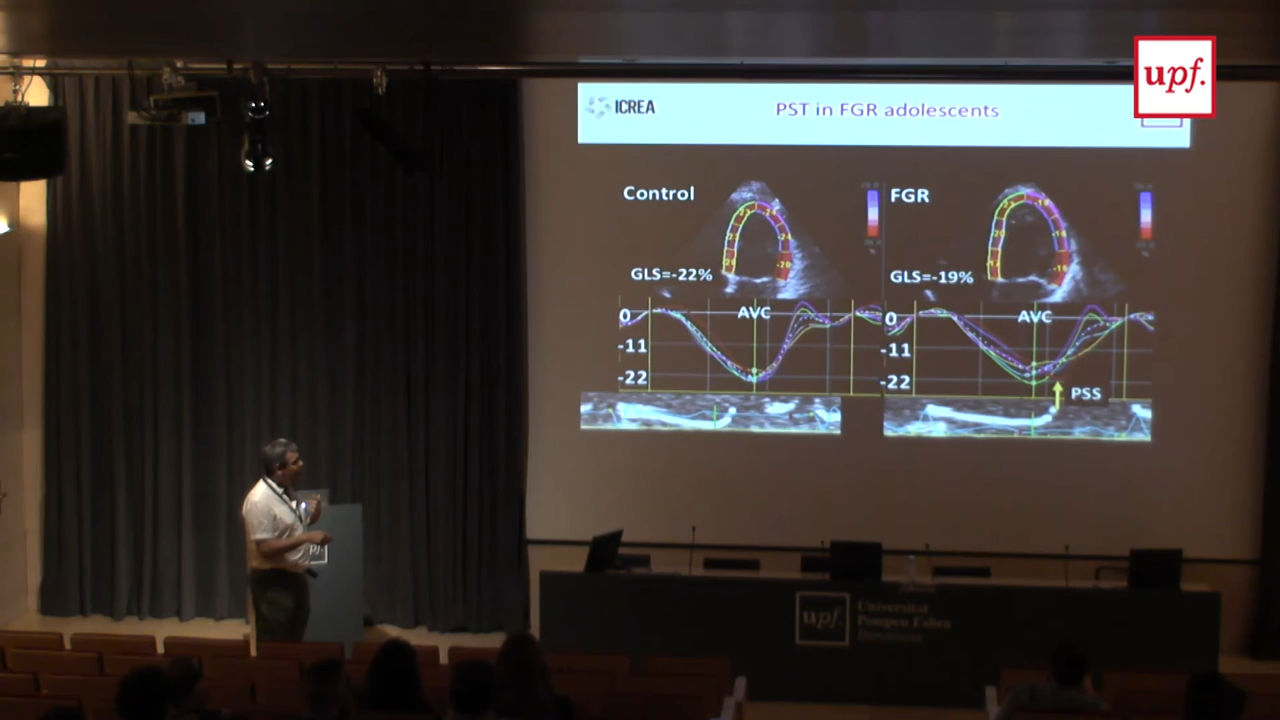 upf.
ICREA
PST in FGR adolescents
Control
FGR
GLS=-22%
GLS=-19%
AVC
AVC
0
-11
-22
0
-11
-22
PSS
upf.
Universitat
Pompeu Fabra
Barcelona